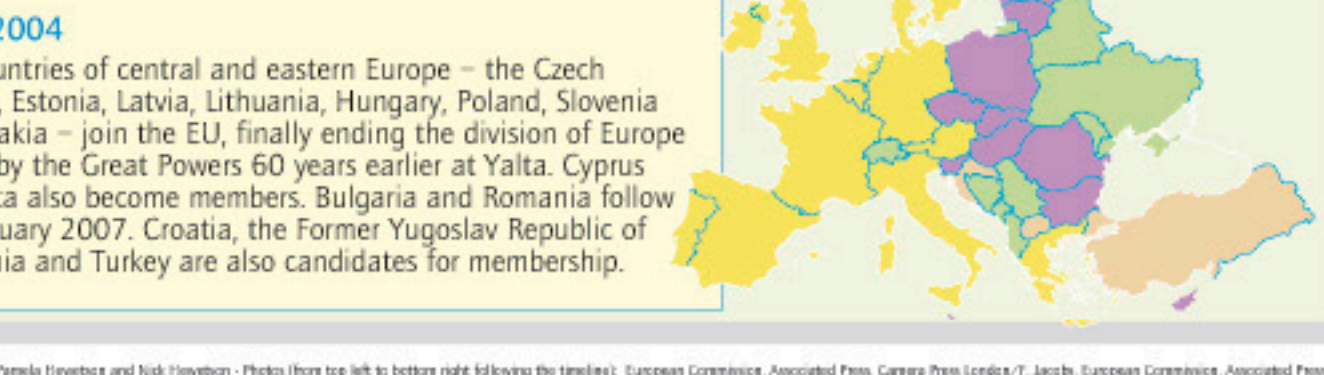 2004
untries of central and eastern Europe – the Czech
, Estonia, Latvia, Lithuania, Hungary, Poland, Slovenia
akia – join the EU, finally ending the division of Europe
by the Great Powers 60 years earlier at Yalta. Cyprus
ta also become members. Bulgaria and Romania follow
uary 2007. Croatia, the Former Yugoslav Republic of
nia and Turkey are also candidates for membership.
Pamela Howetson and Nick Howetson - Photos (from top left to bottom right following the timeline): European Commission, Associated Press, Camera Press London/T. Jacobs, European Commission, Associated Press